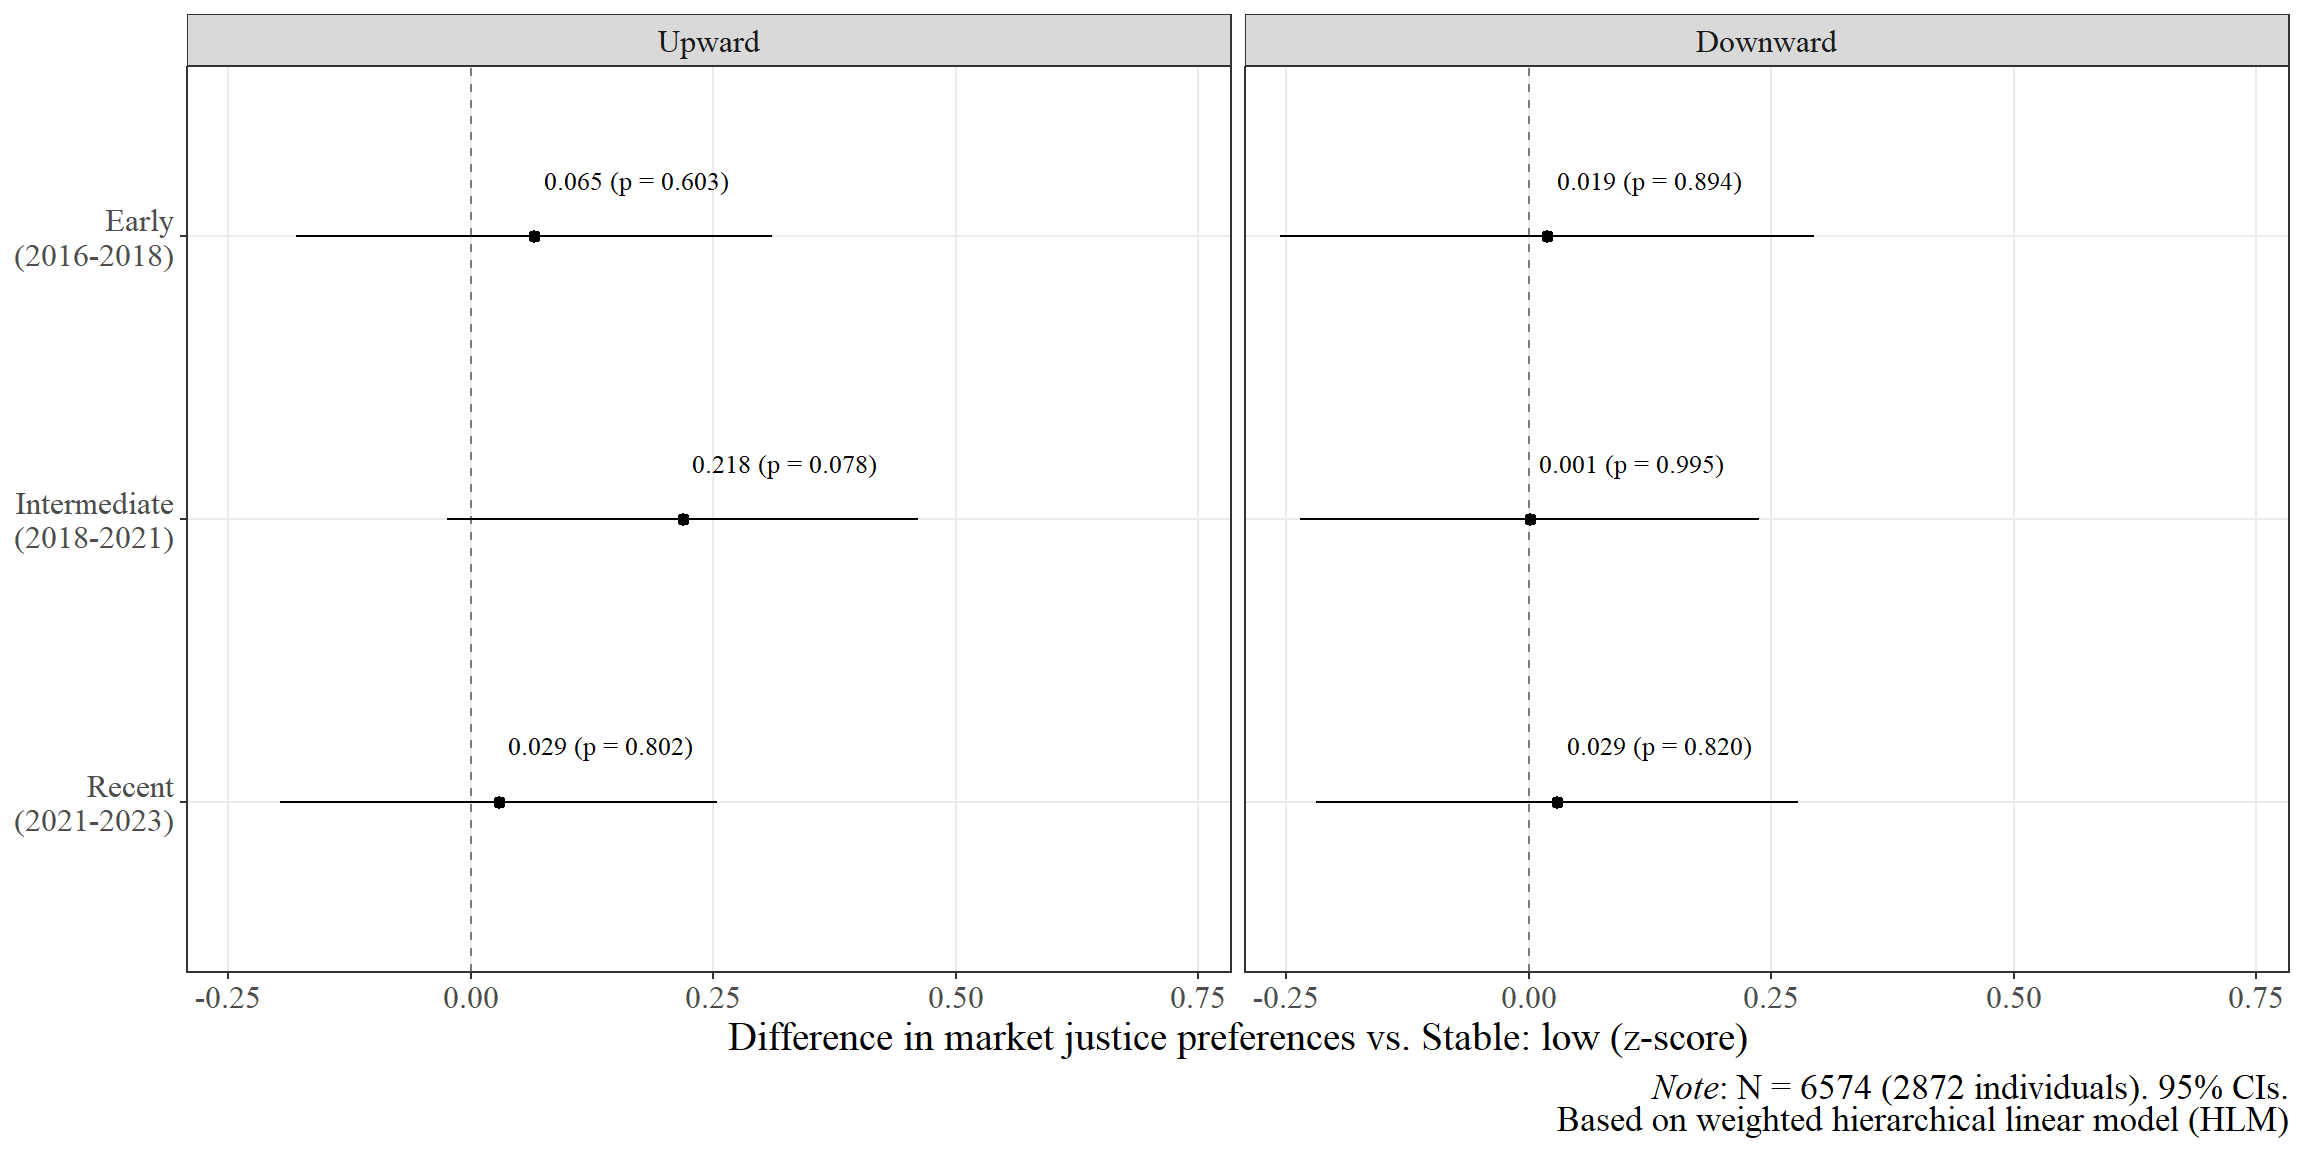 Upward
Downward
0.065 (p = 0.603)
0.019 (p = 0.894)
Early
(2016-2018)
0.218 (p = 0.078)
0.001 (p = 0.995)
Intermediate
(2018-2021)
0.029 (p = 0.802)
0.029 (p = 0.820)
Recent
(2021-2023)
-0.25 0.00 0.25 0.50 0.75 -0.25 0.00 0.25 0.50 0.75
Difference in market justice preferences vs. Stable: low (z-score)
Note: N = 6574 (2872 individuals). 95% CIs.
Based on weighted hierarchical linear model (HLM)